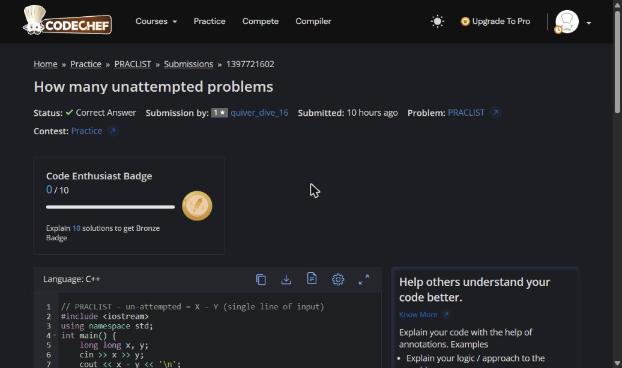 CODECHEF
Courses Practice Compete Compiler Upgrade To Pro
Home » Practice » PRACLIST » Submissions » 1397721602
How many unattempted problems
Status: Correct Answer Submission by: 1★ quiver_dive_16 Submitted: 10 hours ago Problem: PRACLIST
Contest: Practice
Code Enthusiast Badge
0 / 10
Explain 10 solutions to get Bronze
Badge
Language: C++
1 // PRACLIST - un-attempted = X - Y (single line of input)
2 #include <iostream>
3 using namespace std;
4 int main() {
5 long long x, y;
6 cin >> x >> y;
7 cout << x - y << '\n';
Help others understand your
code better.
Know More
Explain your code with the help of
annotations. Examples
• Explain your logic / approach to the